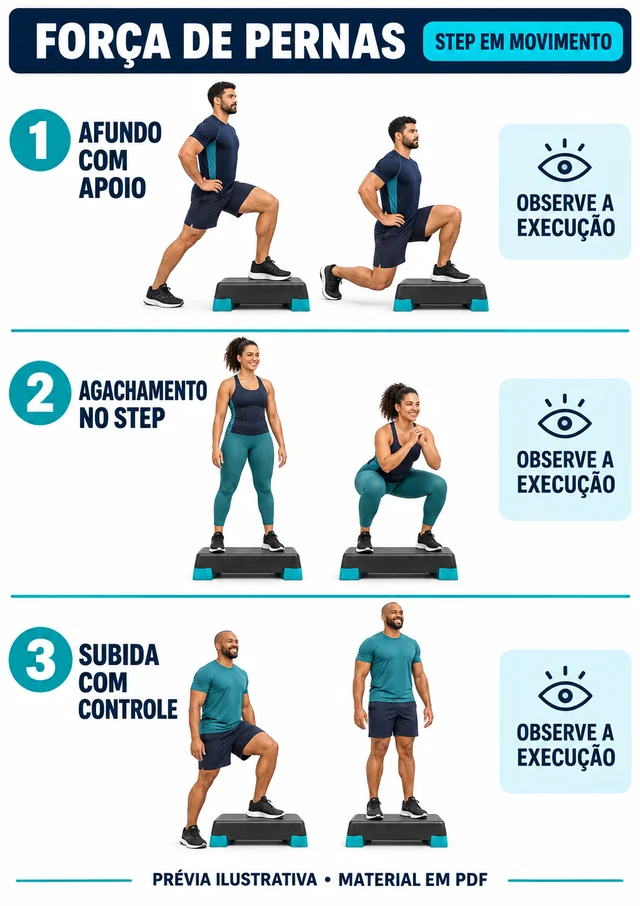 FORÇA DE PERNAS
STEP EM MOVIMENTO
1
AFUNDO
COM
APOIO
OBSERVE A
EXECUÇÃO
2
AGACHAMENTO
NO STEP
OBSERVE A
EXECUÇÃO
3
SUBIDA
COM
CONTROLE
OBSERVE A
EXECUÇÃO
PRÉVIA ILUSTRATIVA • MATERIAL EM PDF